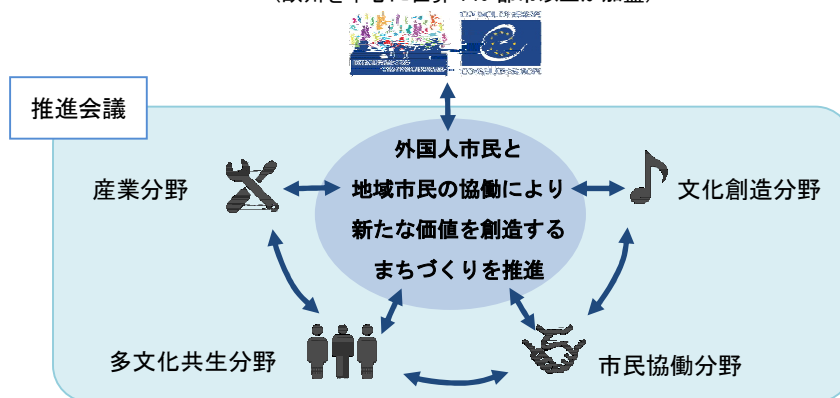 推進会議
外国人市民と
地域市民の協働により
新たな価値を創造する
まちづくりを推進
産業分野
文化創造分野
多文化共生分野
市民協働分野